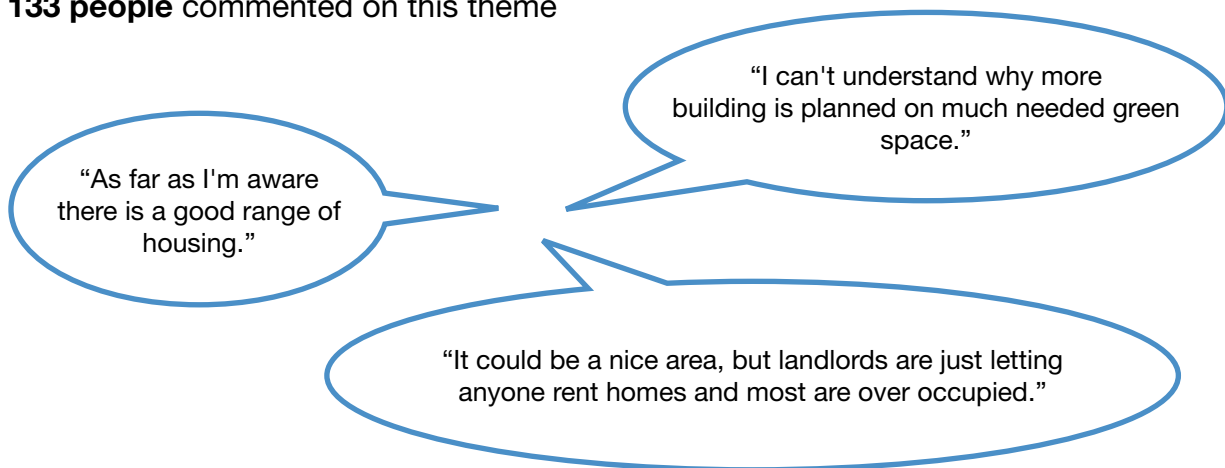 133 people commented on this theme
“I can't understand why more
building is planned on much needed green
space.”
“As far as I'm aware
there is a good range of
housing.”
“It could be a nice area, but landlords are just letting
anyone rent homes and most are over occupied.”